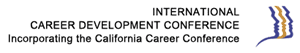 INTERNATIONAL
CAREER DEVELOPMENT CONFERENCE
Incorporating the California Career Conference